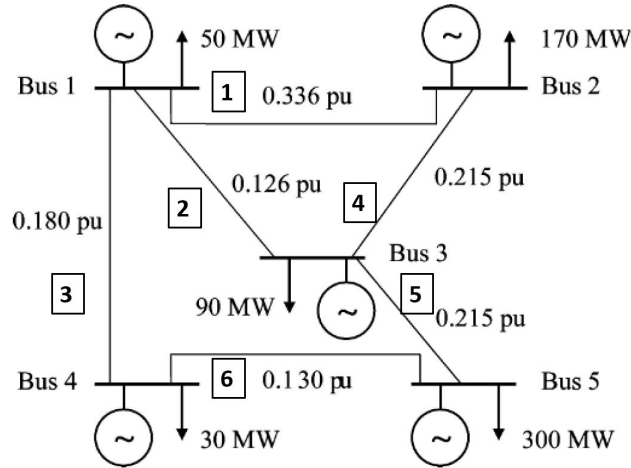 50 MW
170 MW
Bus 1
1
0.336 pu
Bus 2
2
0.126 pu
4
0.215 pu
0.180 pu
Bus 3
3
90 MW
~
5
0.215 pu
Bus 4
6
0.130 pu
Bus 5
30 MW
300 MW